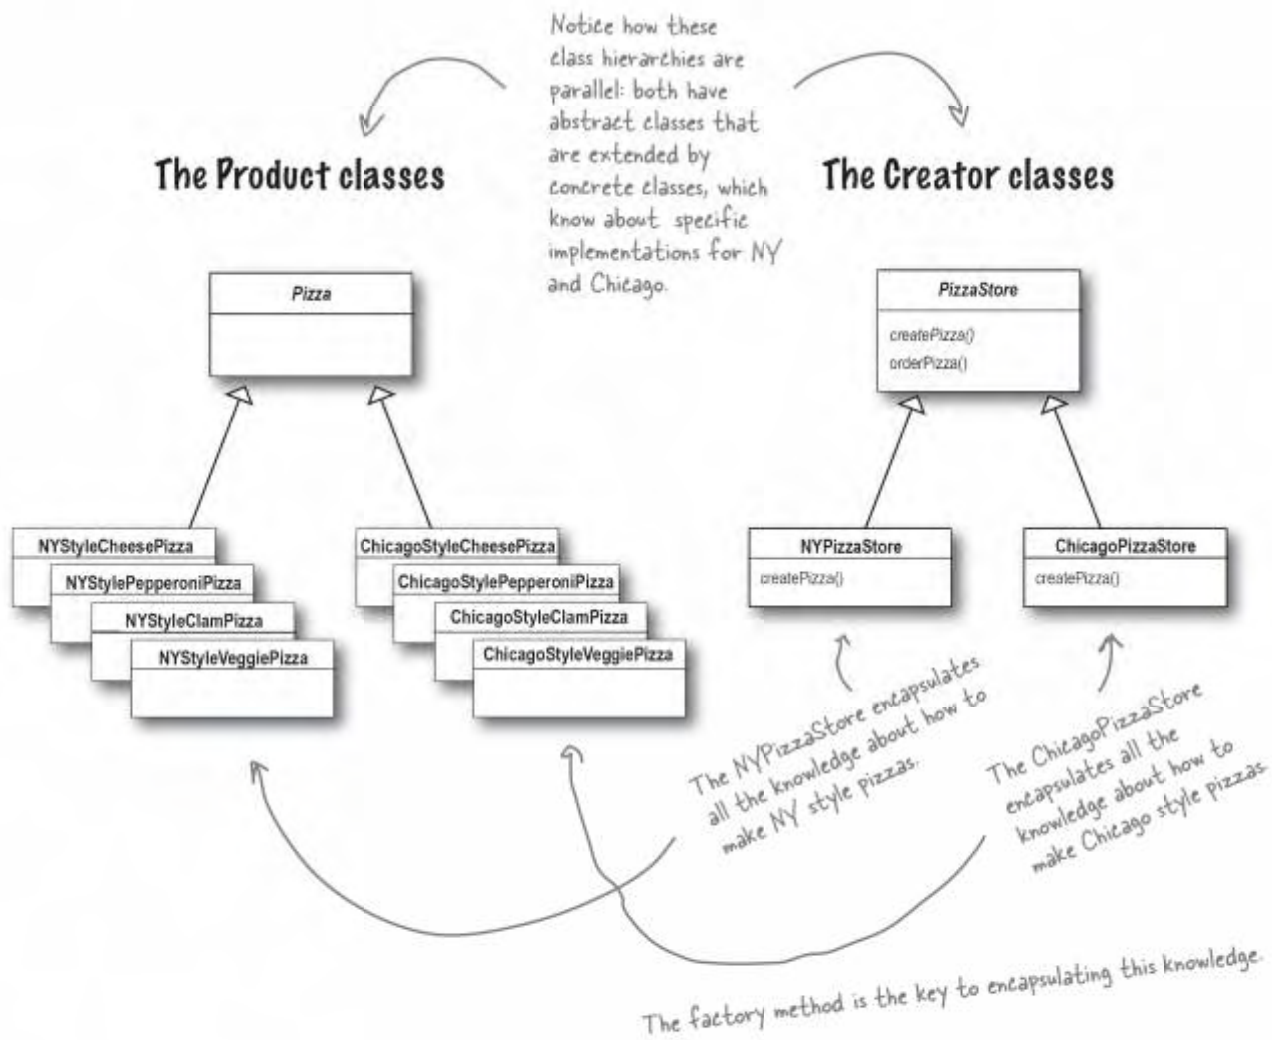 Notice how these
class hierarchies are
parallel: both have
abstract classes that
are extended by
concrete classes, which
know about specific
implementations for NY
and Chicago.
The Product classes
The Creator classes
Pizza
PizzaStore
createPizza()
orderPizza()
NYStyleCheesePizza
NYStylePepperoniPizza
NYStyleClamPizza
NYStyleVeggiePizza
ChicagoStyleCheesePizza
ChicagoStylePepperoniPizza
ChicagoStyleClamPizza
ChicagoStyleVeggiePizza
NYPizzaStore
createPizza()
ChicagoPizzaStore
createPizza()
The NYPizzaStore encapsulates
all the knowledge about how to
make NY style pizzas.
The ChicagoPizzaStore
encapsulates all the
knowledge about how to
make Chicago style pizzas.
The factory method is the key to encapsulating this knowledge.